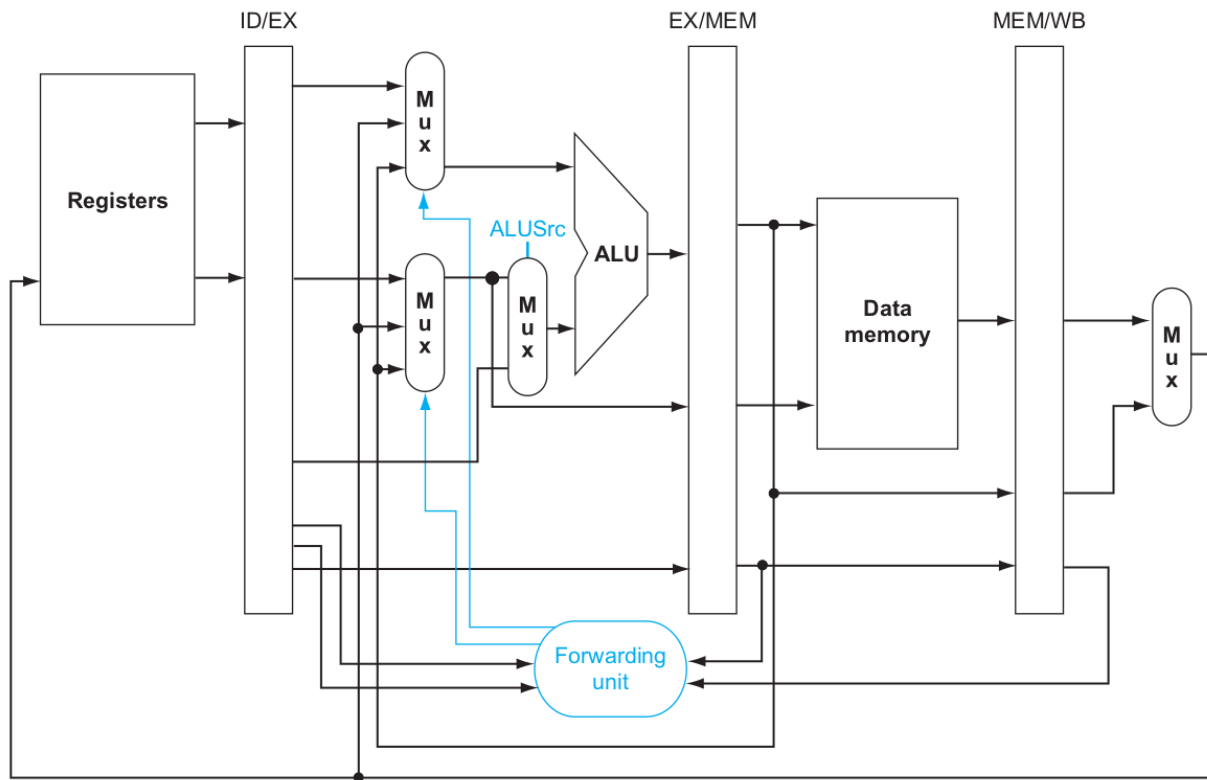 ID/EX
EX/MEM
MEM/WB
Mux
Registers
ALUSrc
ALU
Mux
Mux
Data
memory
Mux
Forwarding
unit